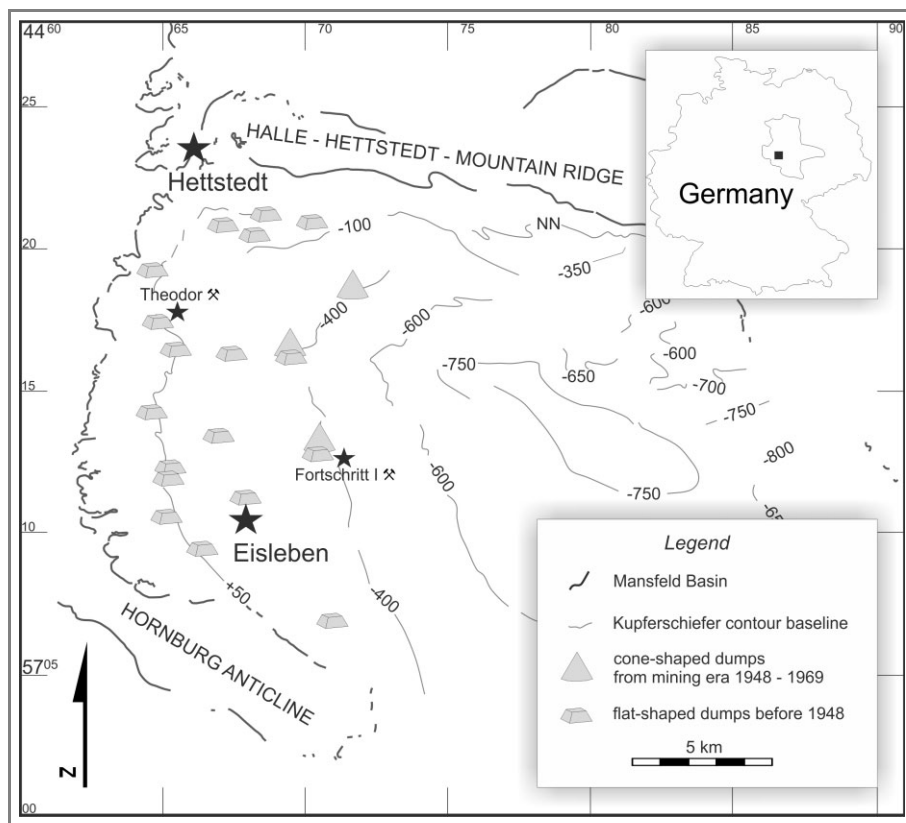 44 60
65
70
75
80
85
90
25
HALLE - HETTSTEDT - MOUNTAIN RIDGE
Hettstedt
Germany
20
-100
NN
-350
Theodor
-400
-600
-600
-600
-750
-650
-700
15
-750
-800
Fortschritt I
-600
-750
10
Eisleben
+50
-400
HORNBURG ANTICLINE
57 05
N
00
Legend
Mansfeld Basin
Kupferschiefer contour baseline
cone-shaped dumps
from mining era 1948 - 1969
flat-shaped dumps before 1948
5 km